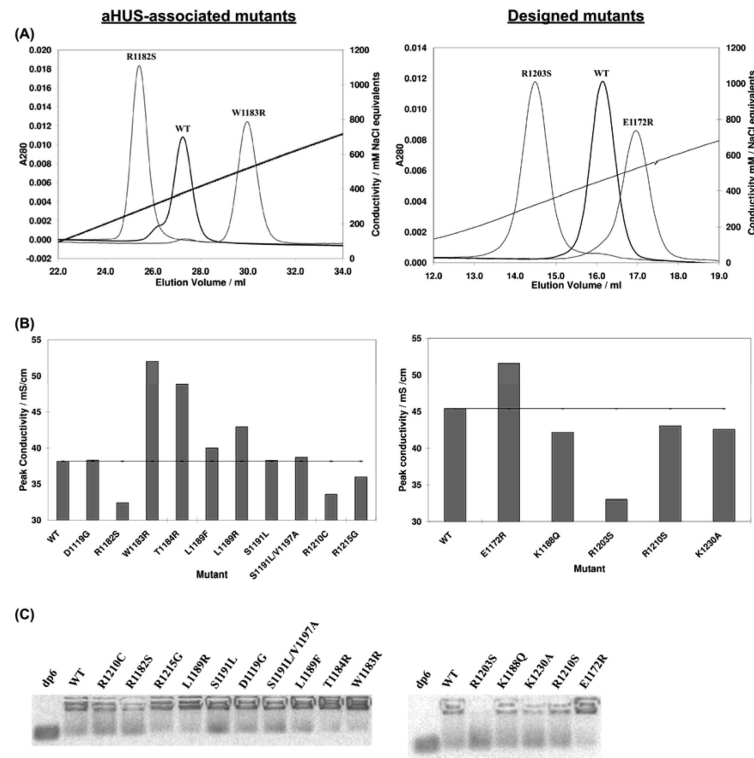 aHUS-associated mutants
Designed mutants
(A)
R1182S
WT
W1183R
A280
0.020
0.018
0.016
0.014
0.012
0.010
0.008
0.006
0.004
0.002
0.000
-0.002
22.0 24.0 26.0 28.0 30.0 32.0 34.0
Elution Volume / ml
1200
1000
800
600
400
200
0
Conductivity / mM NaCl equivalents
R1203S
WT
E1172R
A280
0.014
0.012
0.010
0.008
0.006
0.004
0.002
0.000
12.0 13.0 14.0 15.0 16.0 17.0 18.0 19.0
Elution Volume / ml
1200
1000
800
600
400
200
0
Conductivity / mM NaCl equivalents
(B)
Peak Conductivity / mS /cm
55
50
45
40
35
30
WT D1119G R1182S W1183R T1184R L1189F L1189R S1191L S1191L/V1197A R1210C R1215G
Mutant
Peak conductivity / mS /cm
55
50
45
40
35
30
WT E1172R K1188Q R1203S R1210S K1230A
Mutant
(C)
dp6 WT R1210C R1182S R1215G L1189R S1191L D1119G S1191L/V1197A L1189F T1184R W1183R
dp6 WT R1203S K1188Q K1230A R1210S E1172R